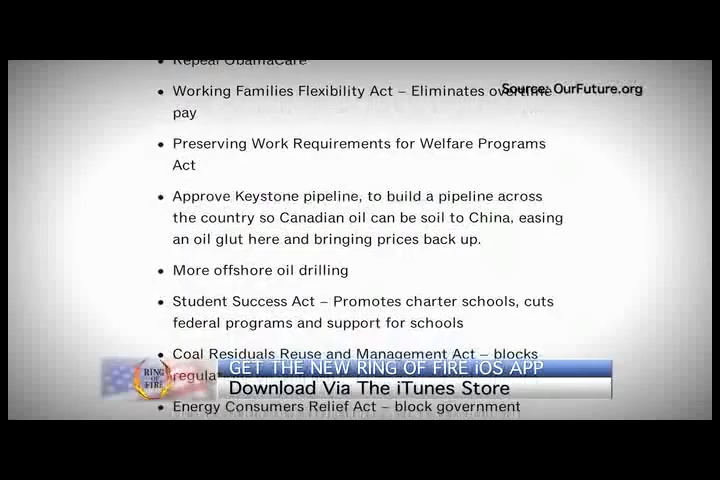 • Repeal ObamaCare
• Working Families Flexibility Act – Eliminates overtime
Source: OurFuture.org
pay
• Preserving Work Requirements for Welfare Programs
Act
• Approve Keystone pipeline, to build a pipeline across
the country so Canadian oil can be soil to China, easing
an oil glut here and bringing prices back up.
• More offshore oil drilling
• Student Success Act – Promotes charter schools, cuts
federal programs and support for schools
• Coal Residuals Reuse and Management Act – blocks
regula
RING
OF
FIRE
GET THE NEW RING OF FIRE iOS APP
Download Via The iTunes Store
• Energy Consumers Relief Act – block government